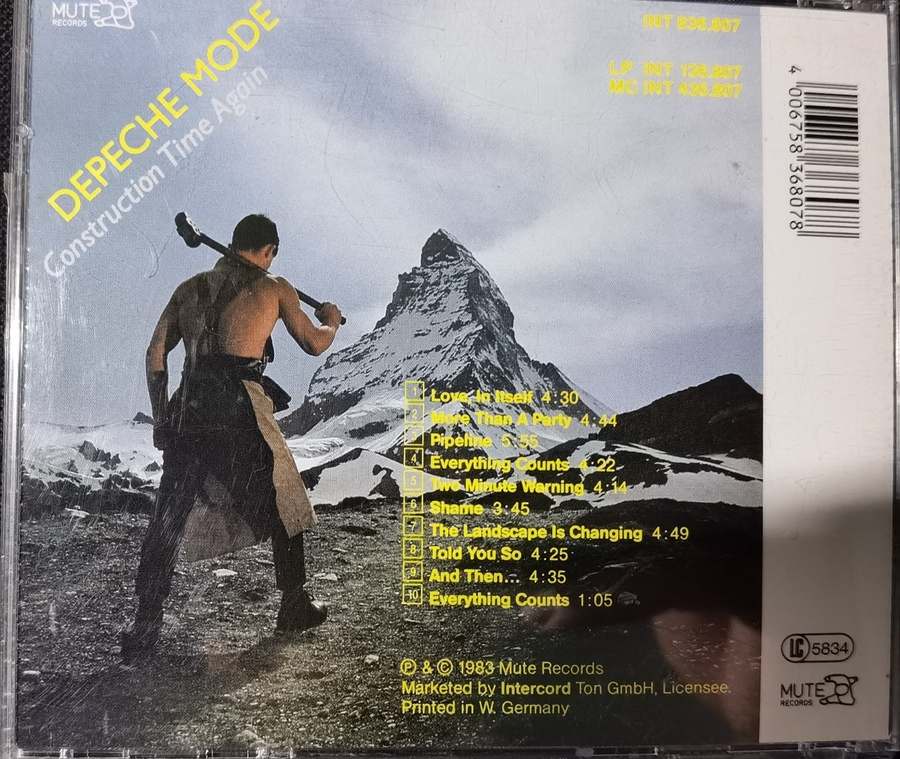 MUTE
RECORDS
DEPECHE MODE
Construction Time Again
INT 836.807
LP INT 136.807
MC INT 436.807
4 006758 368078
1 Love, In Itself 4:30
2 More Than A Party 4:44
3 Pipeline 5:55
4 Everything Counts 4:22
5 Two Minute Warning 4:14
6 Shame 3:45
7 The Landscape Is Changing 4:49
8 Told You So 4:25
9 And Then... 4:35
10 Everything Counts 1:05
℗ & © 1983 Mute Records
Marketed by Intercord Ton GmbH, Licensee.
Printed in W. Germany
LC 5834
MUTE
RECORDS